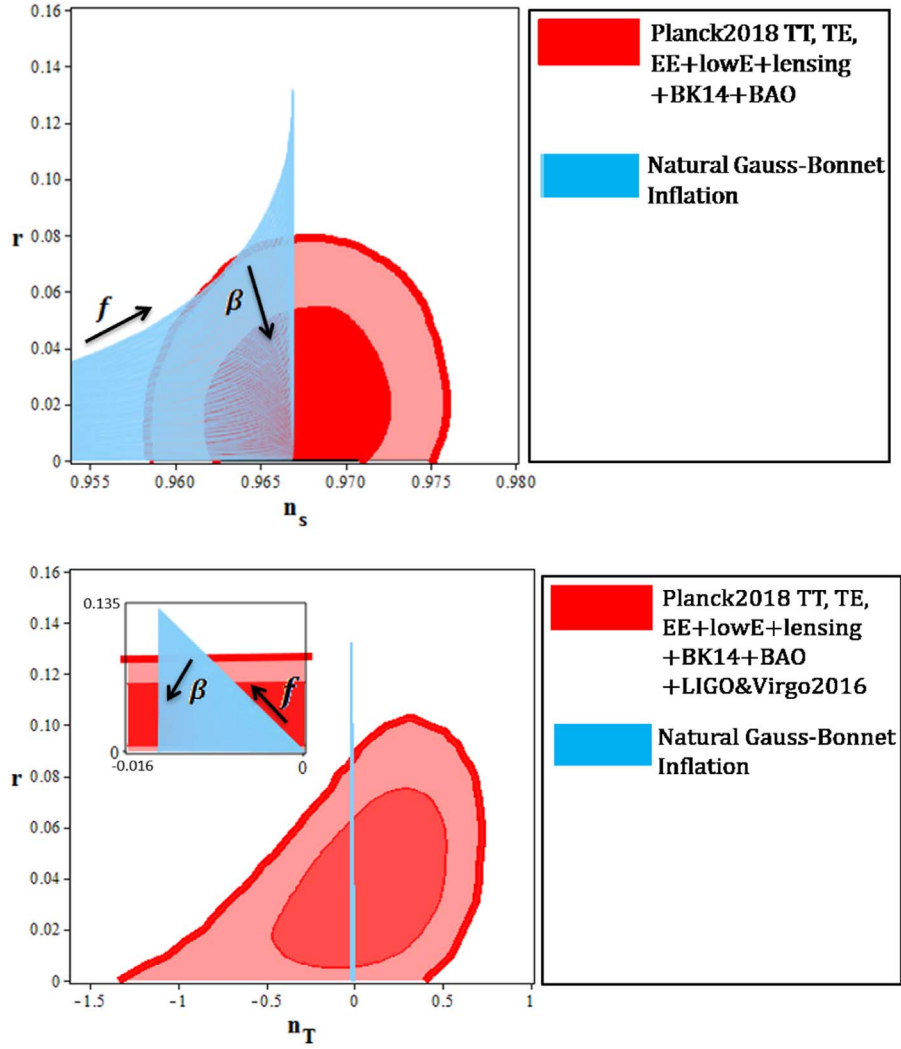 0.16
0.14
0.12
0.10
r 0.08
0.06
0.04
0.02
0
f
β
0.955 0.960 0.965 0.970 0.975 0.980
n_s
Planck2018 TT, TE,
EE+lowE+lensing
+BK14+BAO
Natural Gauss-Bonnet
Inflation
0.16
0.14
0.12
0.10
r 0.08
0.06
0.04
0.02
0
0.135
0
-0.016 0
β
f
-1.5 -1 -0.5 0 0.5 1
n_T
Planck2018 TT, TE,
EE+lowE+lensing
+BK14+BAO
+LIGO&Virgo2016
Natural Gauss-Bonnet
Inflation